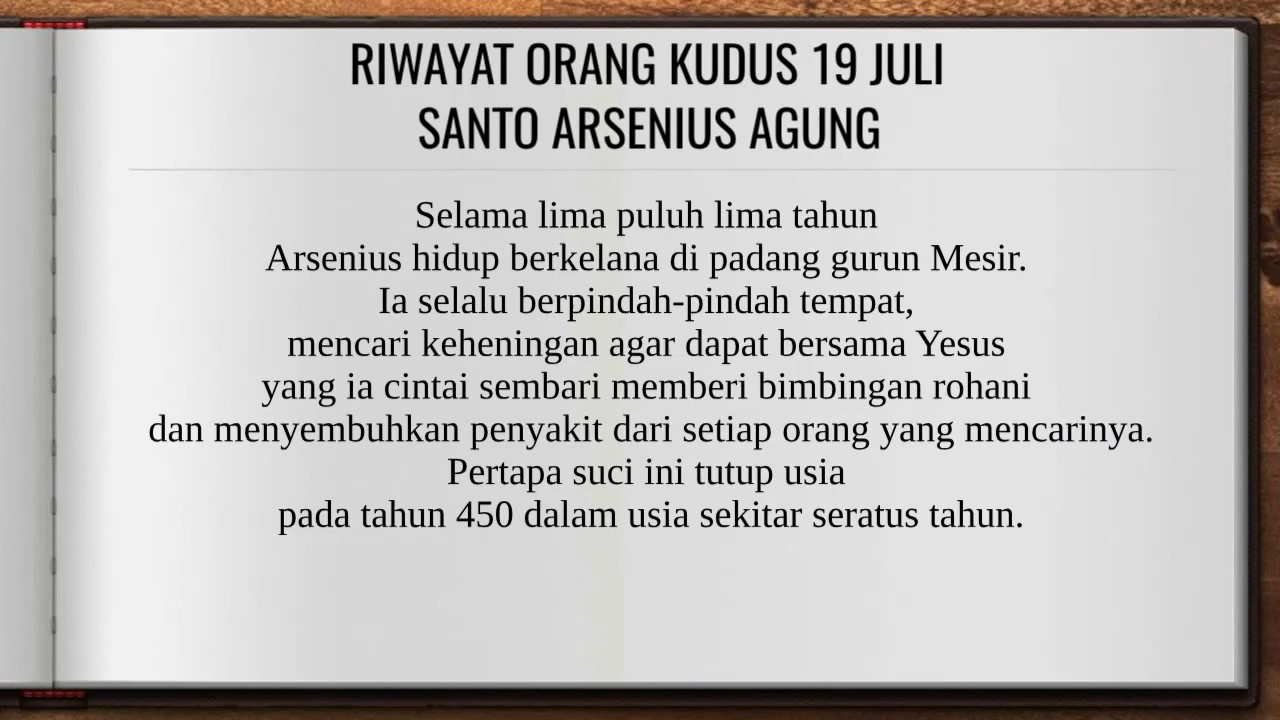 RIWAYAT ORANG KUDUS 19 JULI
SANTO ARSENIUS AGUNG
Selama lima puluh lima tahun
Arsenius hidup berkelana di padang gurun Mesir.
Ia selalu berpindah-pindah tempat,
mencari keheningan agar dapat bersama Yesus
yang ia cintai sembari memberi bimbingan rohani
dan menyembuhkan penyakit dari setiap orang yang mencarinya.
Pertapa suci ini tutup usia
pada tahun 450 dalam usia sekitar seratus tahun.